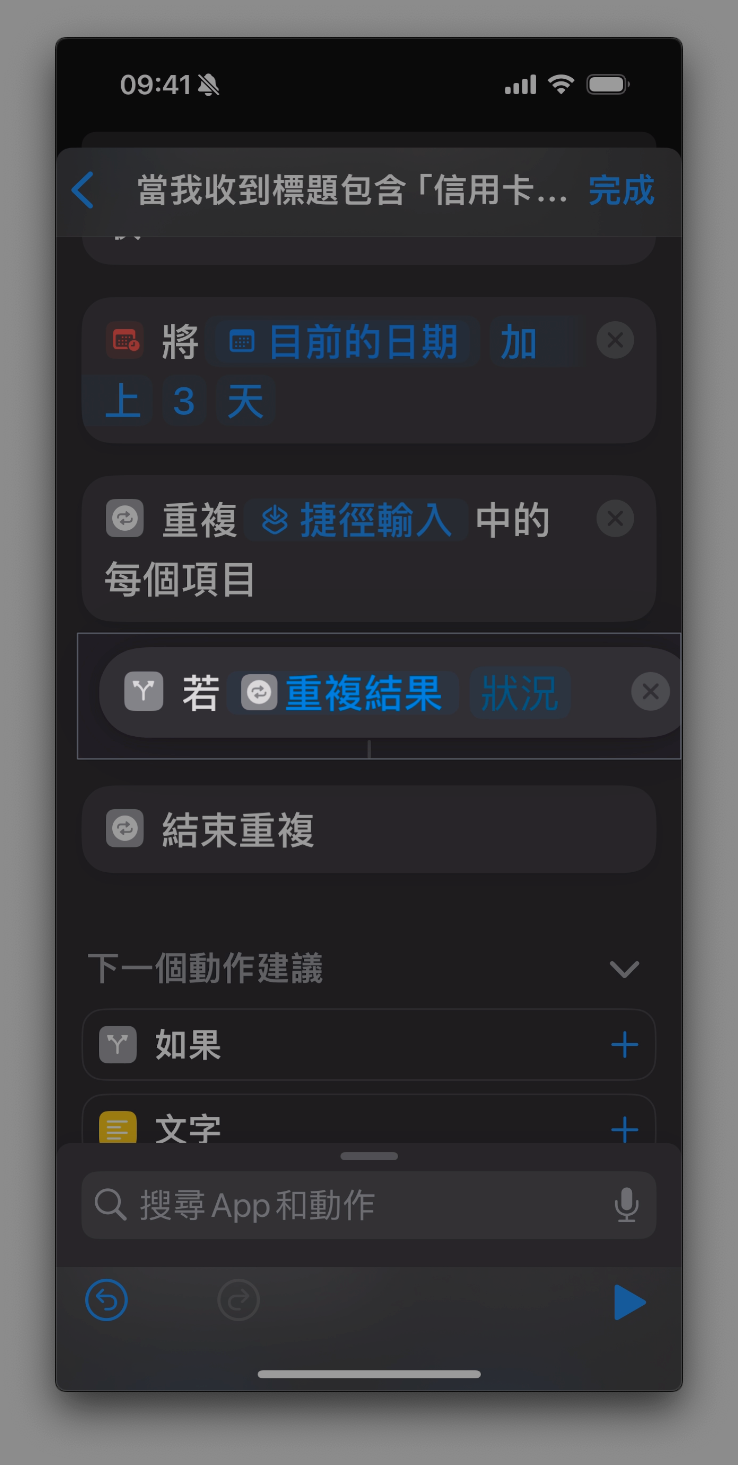 09:41
當我收到標題包含「信用卡... 完成
將 目前的日期 加
上 3 天
重複 捷徑輸入 中的
每個項目
若 重複結果 狀況
結束重複
下一個動作建議
如果
文字
搜尋 App 和動作